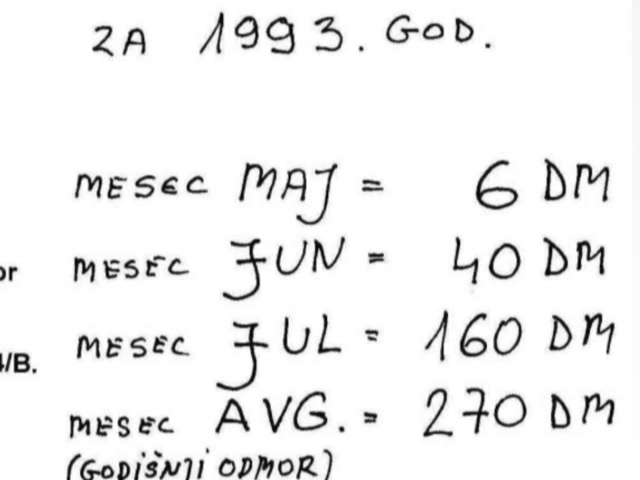 ZA 1993. GOD.
MESEC MAJ = 6 DM
or MESEC JUN = 40 DM
MESEC JUL = 160 DM
/B. MESEC AVG. = 270 DM
(GODIŠNJI ODMOR)